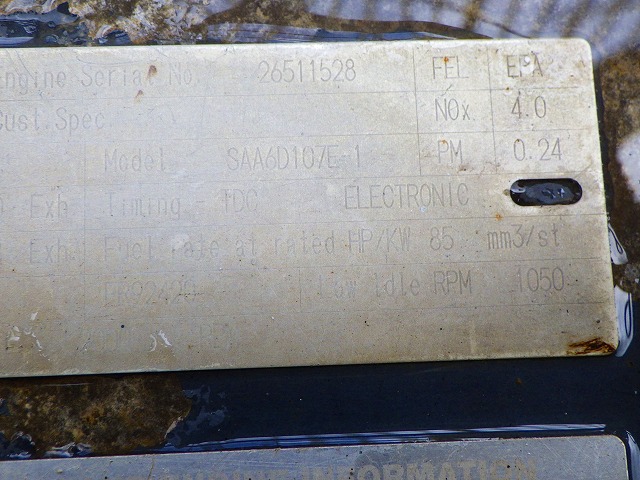 Engine Serial No. 26511528 FEL EPA
Cust.Spec. NOx 4.0
Model SAA6D107E-1 PM 0.24
Exh. Timing - TDC ELECTRONIC
Exh. Fuel rate at rated HP/KW 85 mm3/st
Low Idle RPM 1050
INFORMATION